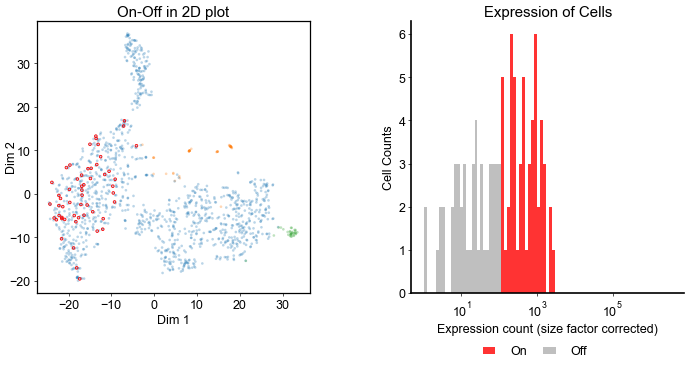 On-Off in 2D plot
Dim 2
30
20
10
0
−10
−20
−20 −10 0 10 20 30
Dim 1
Expression of Cells
Cell Counts
6
5
4
3
2
1
0
10^1 10^3 10^5
Expression count (size factor corrected)
On Off